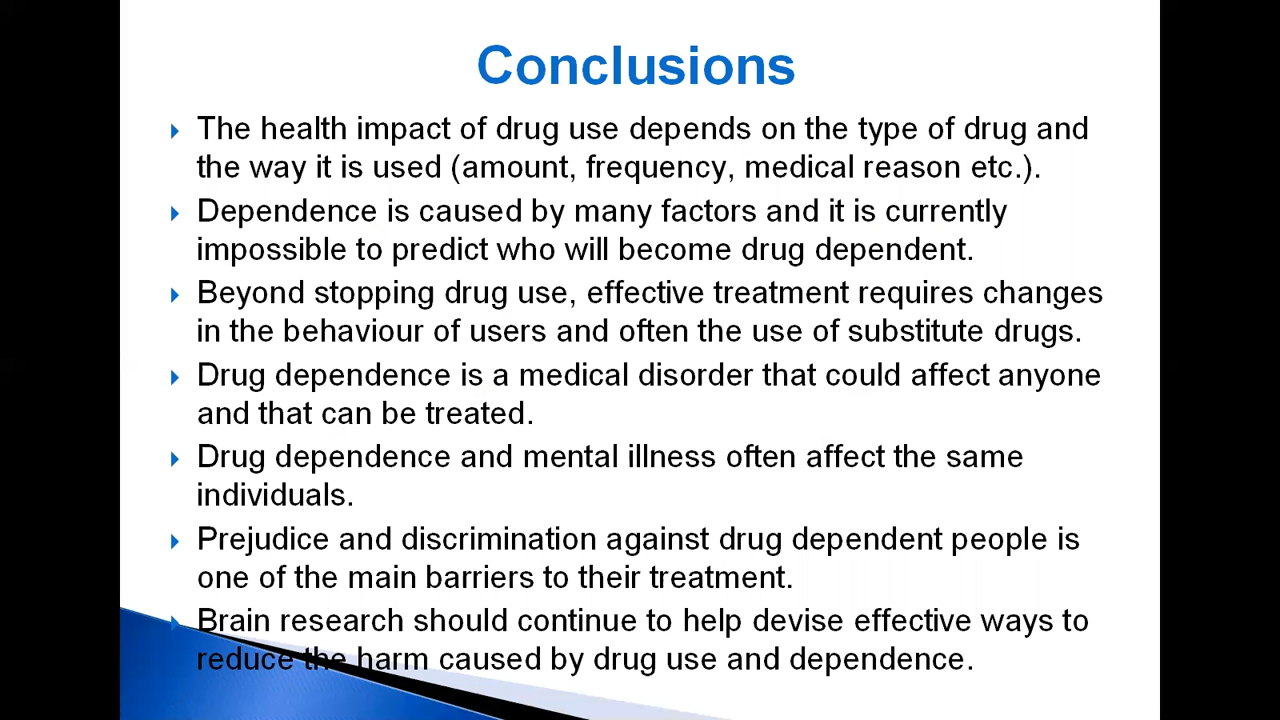 Conclusions
The health impact of drug use depends on the type of drug and
the way it is used (amount, frequency, medical reason etc.).
Dependence is caused by many factors and it is currently
impossible to predict who will become drug dependent.
Beyond stopping drug use, effective treatment requires changes
in the behaviour of users and often the use of substitute drugs.
Drug dependence is a medical disorder that could affect anyone
and that can be treated.
Drug dependence and mental illness often affect the same
individuals.
Prejudice and discrimination against drug dependent people is
one of the main barriers to their treatment.
Brain research should continue to help devise effective ways to
reduce the harm caused by drug use and dependence.